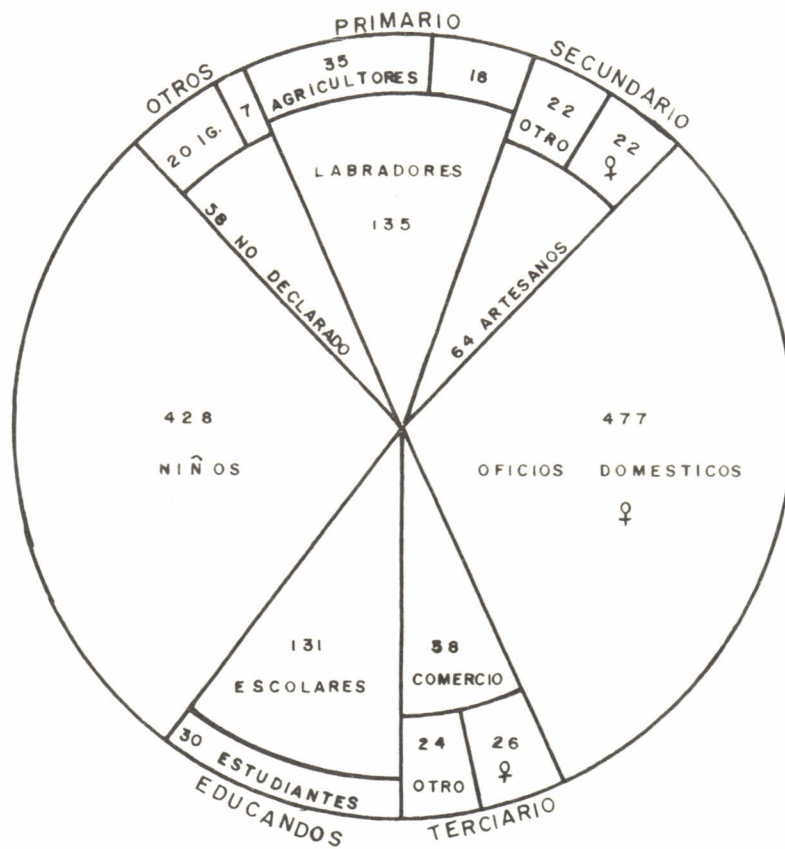 PRIMARIO
OTROS
SECUNDARIO
35
AGRICULTORES
18
20 IG.
7
22
OTRO
22
♀
LABRADORES
135
58 NO DECLARADO
64 ARTESANOS
428
NIÑOS
477
OFICIOS DOMESTICOS
♀
131
ESCOLARES
58
COMERCIO
30 ESTUDIANTES
24
OTRO
26
♀
EDUCANDOS
TERCIARIO